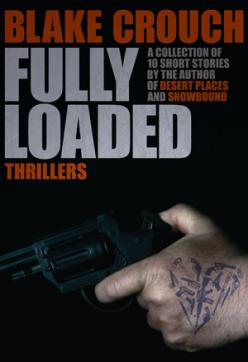 BLAKE CROUCH
FULLY
LOADED
A COLLECTION OF
10 SHORT STORIES
BY THE AUTHOR
OF DESERT PLACES
AND SNOWBOUND
THRILLERS